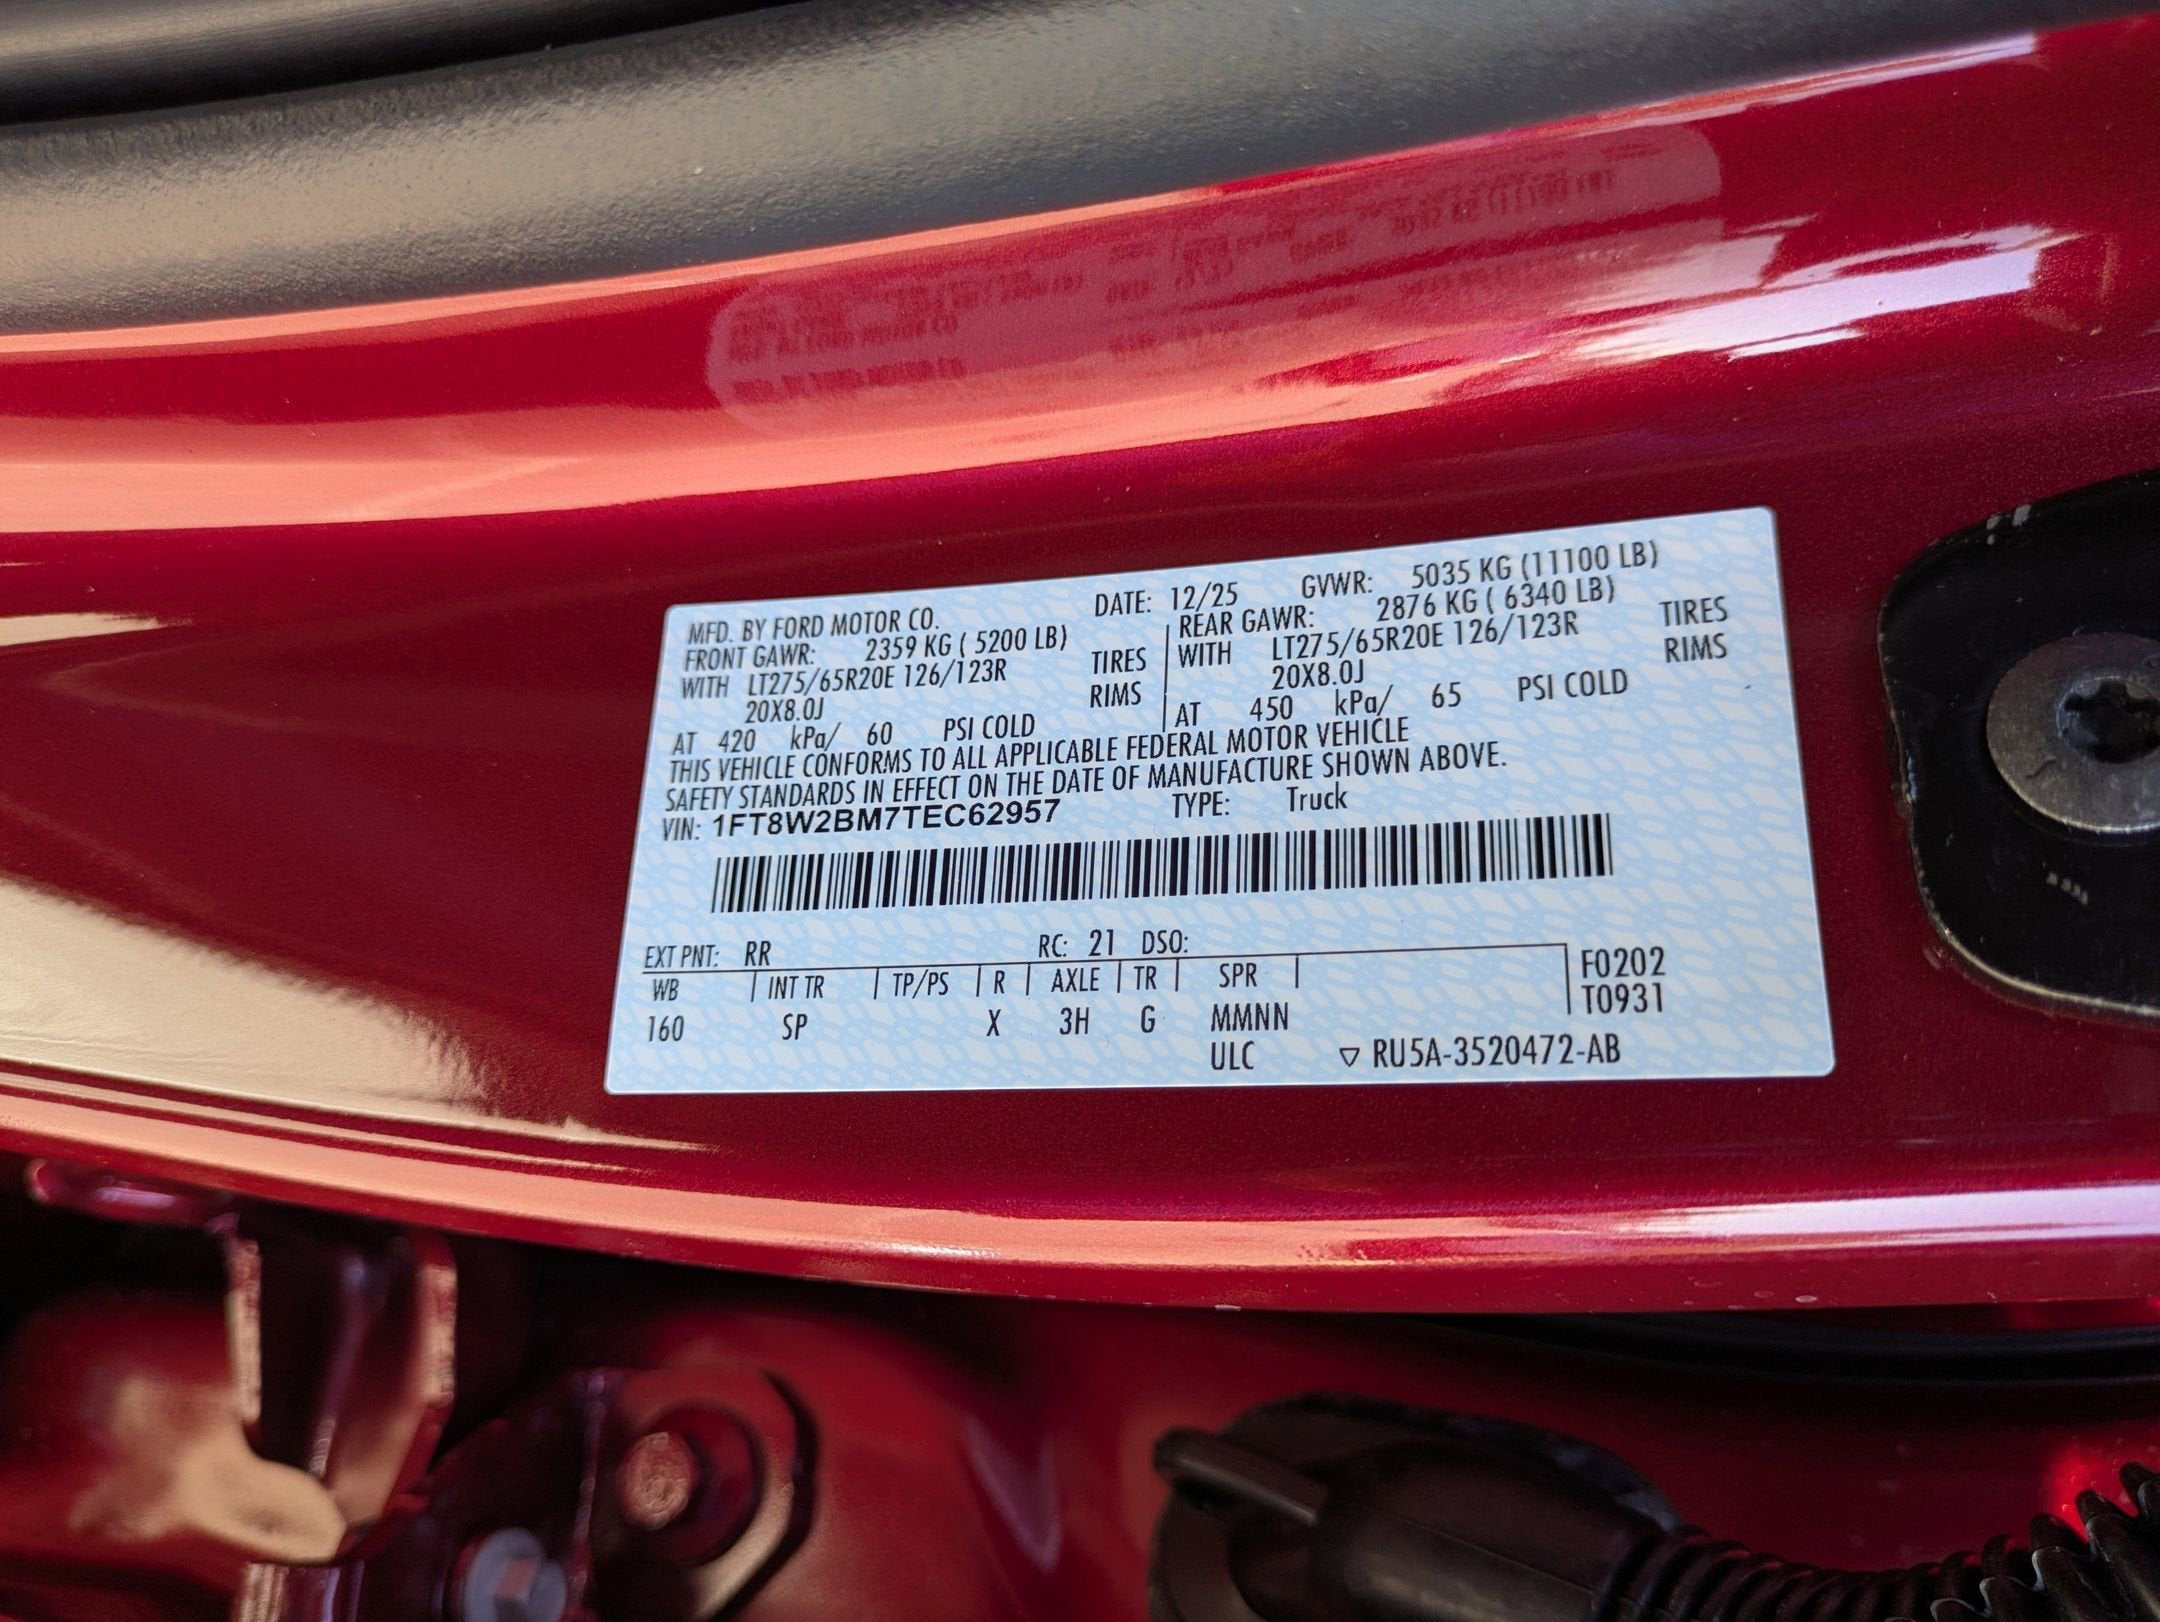 MFD. BY FORD MOTOR CO. DATE: 12/25 GVWR: 5035 KG (11100 LB)
FRONT GAWR: 2359 KG ( 5200 LB) REAR GAWR: 2876 KG ( 6340 LB)
WITH LT275/65R20E 126/123R TIRES WITH LT275/65R20E 126/123R TIRES
20X8.0J RIMS 20X8.0J RIMS
AT 420 kPa/ 60 PSI COLD AT 450 kPa/ 65 PSI COLD
THIS VEHICLE CONFORMS TO ALL APPLICABLE FEDERAL MOTOR VEHICLE
SAFETY STANDARDS IN EFFECT ON THE DATE OF MANUFACTURE SHOWN ABOVE.
VIN: 1FT8W2BM7TEC62957 TYPE: Truck
EXT PNT: RR RC: 21 DSO:
WB INT TR TP/PS R AXLE TR SPR F0202
160 SP X 3H G MMNN T0931
ULC ▽ RU5A-3520472-AB